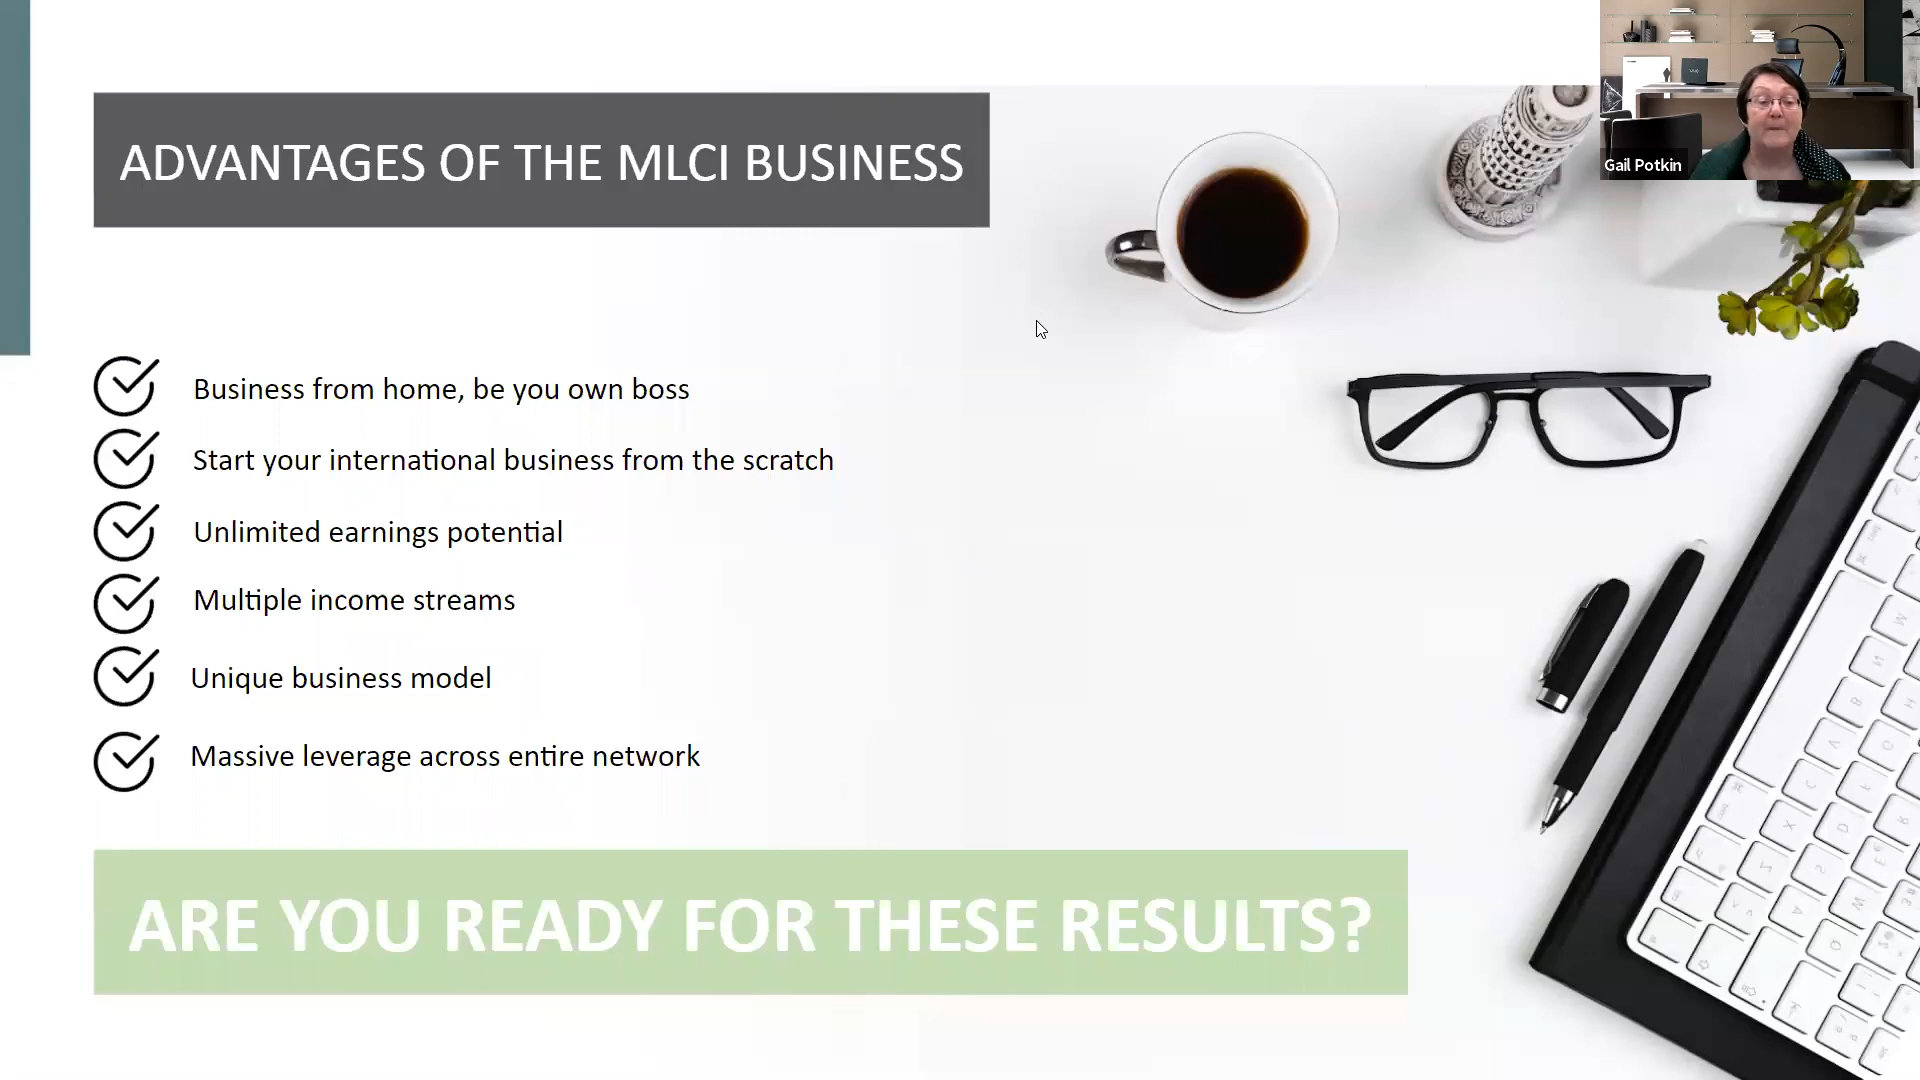 ADVANTAGES OF THE MLCI BUSINESS
Gail Potkin
Business from home, be you own boss
Start your international business from the scratch
Unlimited earnings potential
Multiple income streams
Unique business model
Massive leverage across entire network
ARE YOU READY FOR THESE RESULTS?